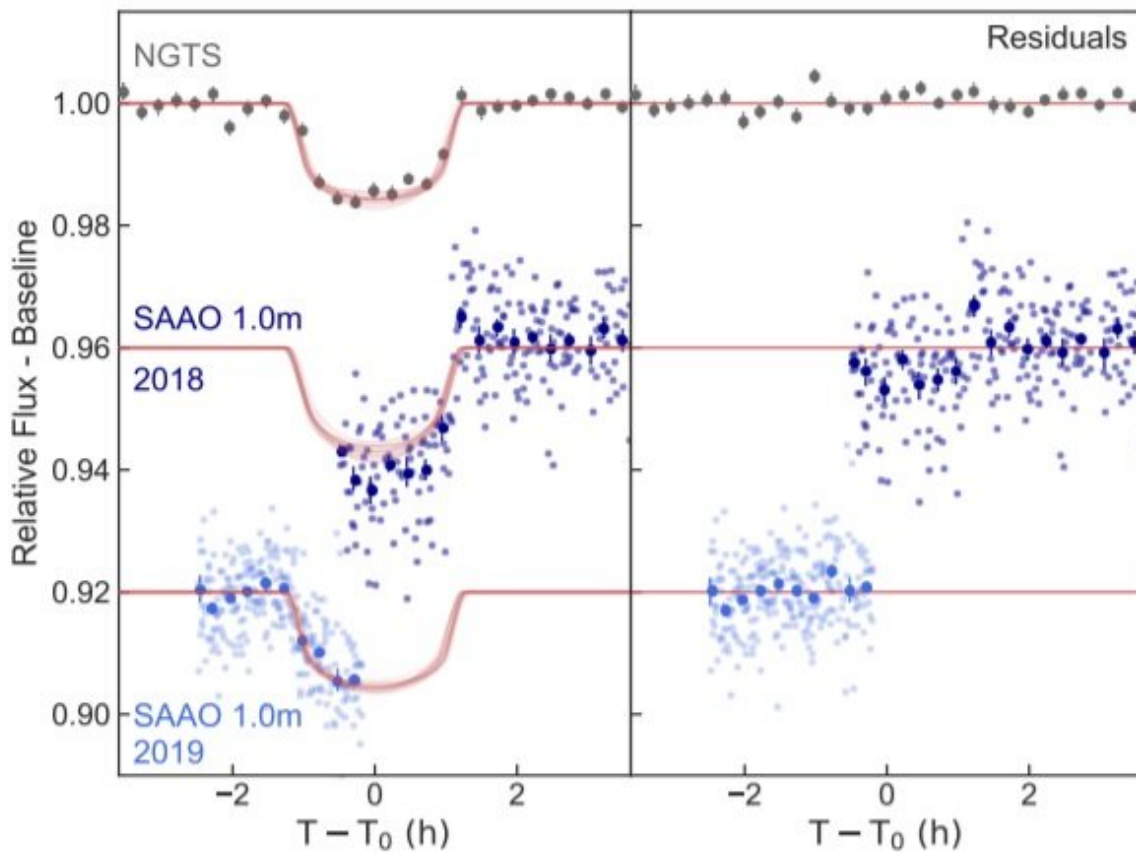 NGTS
Residuals
1.00
0.98
SAAO 1.0m
0.96
2018
0.94
0.92
SAAO 1.0m
0.90
2019
Relative Flux - Baseline
−2 0 2
−2 0 2
T − T₀ (h)
T − T₀ (h)